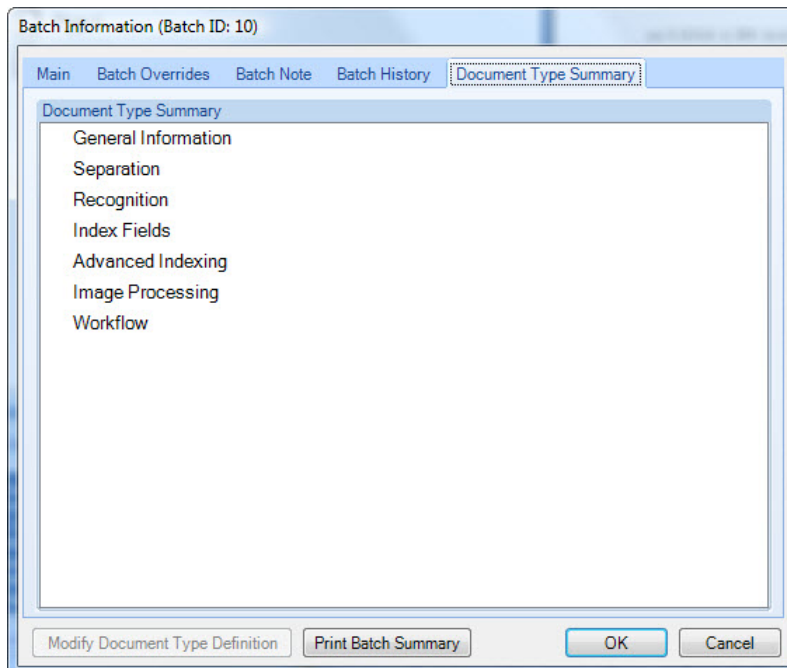 Batch Information (Batch ID: 10)
Main Batch Overrides Batch Note Batch History Document Type Summary
Document Type Summary
General Information
Separation
Recognition
Index Fields
Advanced Indexing
Image Processing
Workflow
Modify Document Type Definition Print Batch Summary OK Cancel